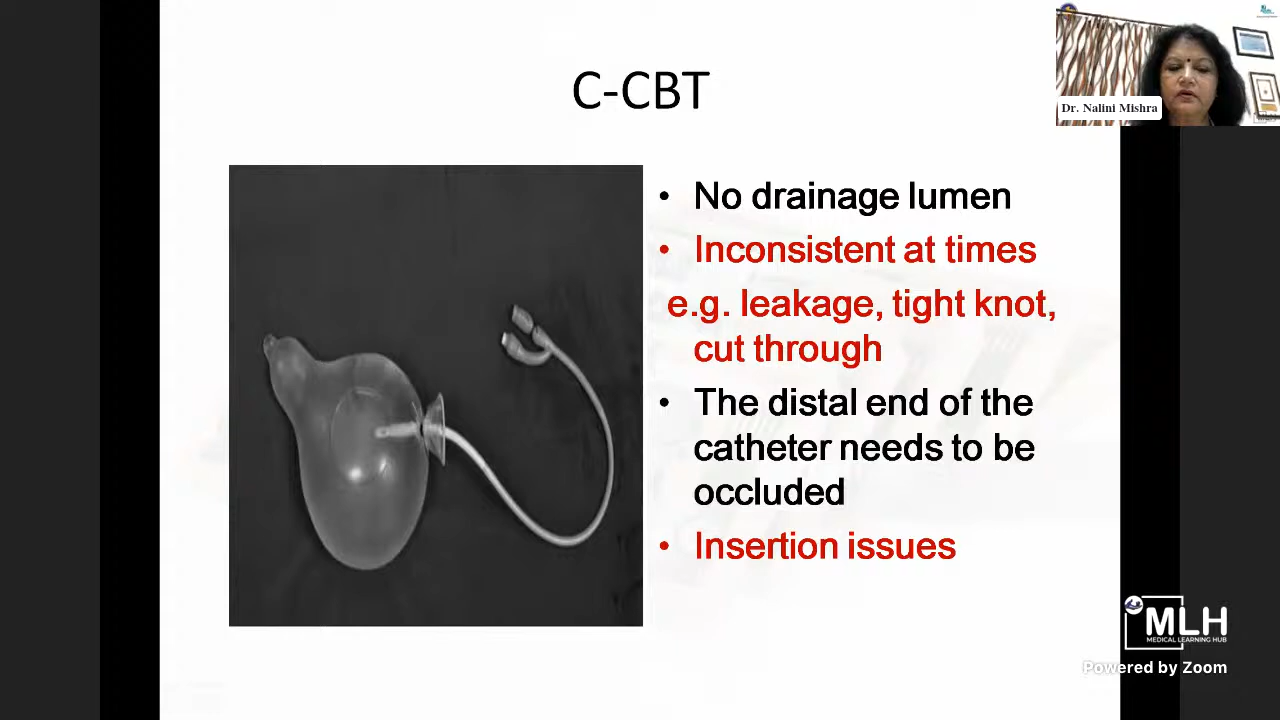 C-CBT
Dr. Nalini Mishra
MLH
• No drainage lumen
• Inconsistent at times
e.g. leakage, tight knot,
cut through
• The distal end of the
catheter needs to be
occluded
• Insertion issues
MLH
MEDICAL LEARNING HUB
Powered by Zoom